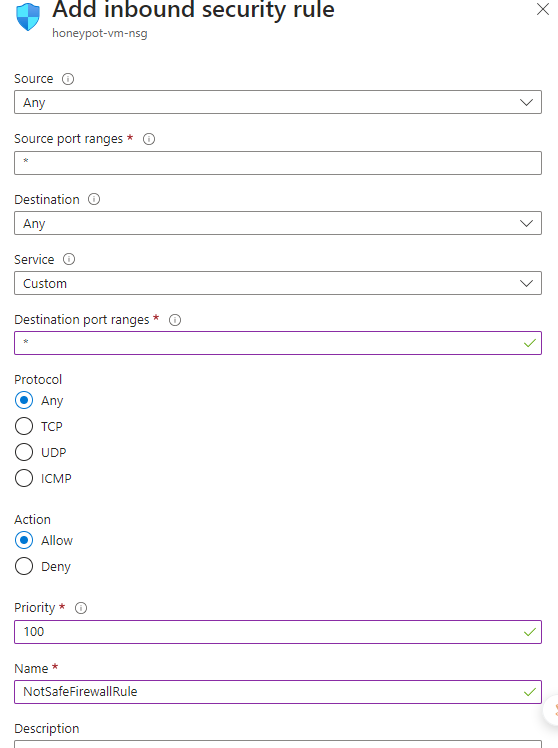 Add inbound security rule
honeypot-vm-nsg
Source
Any
Source port ranges *
*
Destination
Any
Service
Custom
Destination port ranges *
*
Protocol
Any
TCP
UDP
ICMP
Action
Allow
Deny
Priority *
100
Name *
NotSafeFirewallRule
Description